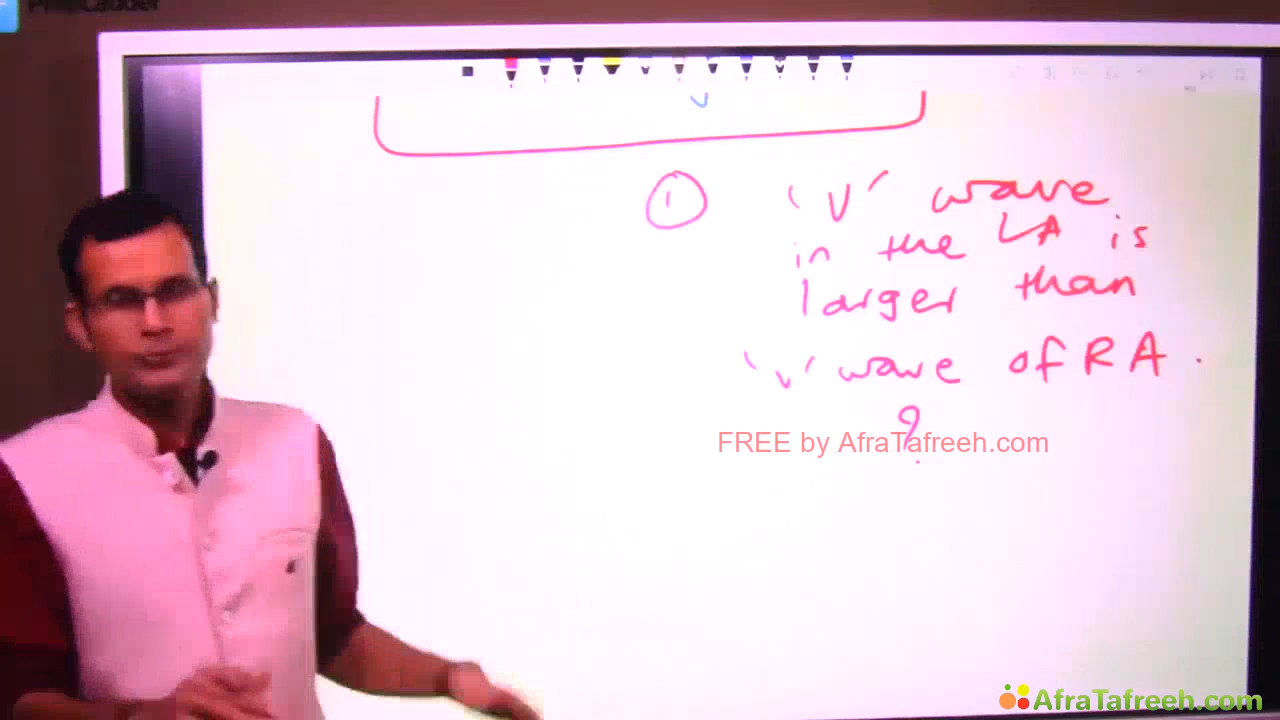 V
① 'V' wave
in the LA is
larger than
'v' wave of RA.
?
FREE by AfraTafreeh.com
AfraTafreeh.com